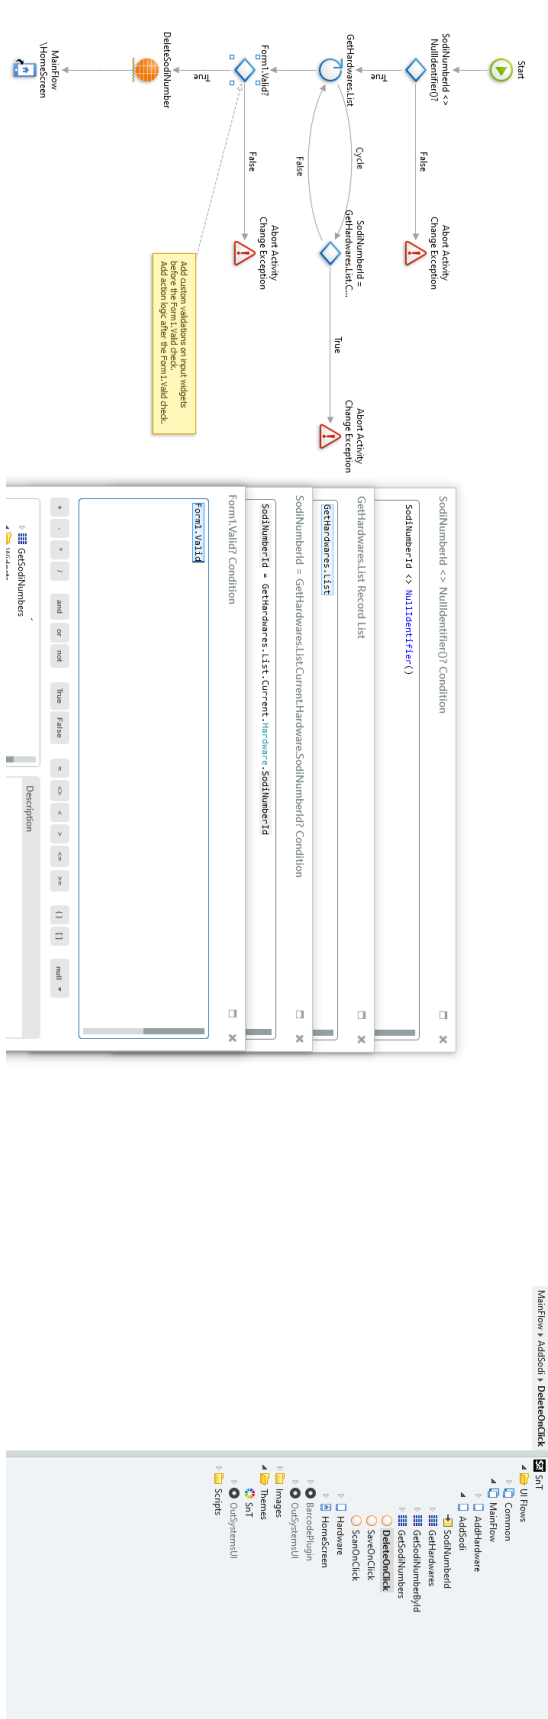 MainFlow ▸ AddSodi ▸ DeleteOnClick
Start
SodiNumberId <>
NullIdentifier()?
True
False
Abort Activity
Change Exception
GetHardwares.List
Cycle
False
SodiNumberId =
GetHardwares.List.C...
True
Abort Activity
Change Exception
Form1.Valid?
True
False
Abort Activity
Change Exception
DeleteSodiNumber
MainFlow
\HomeScreen
Add custom validations on input widgets
before the Form1.Valid check.
Add action logic after the Form1.Valid check.
SodiNumberId <> NullIdentifier()? Condition
SodiNumberId <> NullIdentifier()
GetHardwares.List Record List
GetHardwares.List
SodiNumberId = GetHardwares.List.Current.Hardware.SodiNumberId? Condition
SodiNumberId = GetHardwares.List.Current.Hardware.SodiNumberId
Form1.Valid? Condition
Form1.Valid
+ - * / and or not True False = <> < > <= >= () [] null
GetSodiNumbers
Description
SnT
UI Flows
Common
MainFlow
AddHardware
AddSodi
SodiNumberId
GetHardwares
GetSodiNumberById
GetSodiNumbers
DeleteOnClick
SaveOnClick
ScanOnClick
Hardware
HomeScreen
BarcodePlugin
OutSystemsUI
Images
Themes
SnT
OutSystemsUI
Scripts